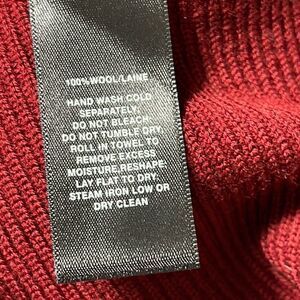 100%WOOL/LAINE
HAND WASH COLD
SEPARATELY.
DO NOT BLEACH.
DO NOT TUMBLE DRY.
ROLL IN TOWEL TO
REMOVE EXCESS
MOISTURE,RESHAPE.
LAY FLAT TO DRY.
STEAM IRON LOW OR
DRY CLEAN